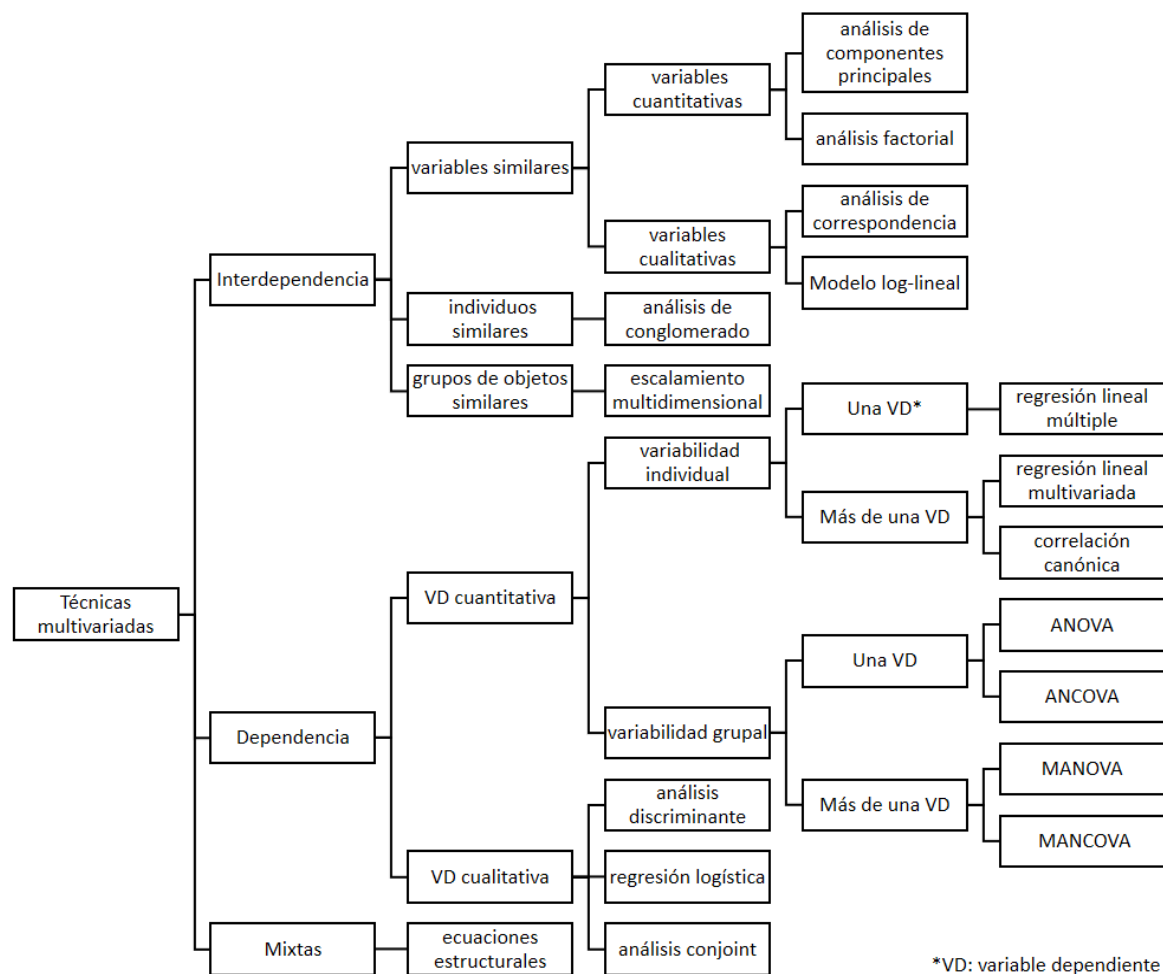 Técnicas
multivariadas
Interdependencia
variables similares
variables
cuantitativas
análisis de
componentes
principales
análisis factorial
variables
cualitativas
análisis de
correspondencia
Modelo log-lineal
individuos
similares
análisis de
conglomerado
grupos de objetos
similares
escalamiento
multidimensional
Dependencia
VD cuantitativa
variabilidad
individual
Una VD*
regresión lineal
múltiple
Más de una VD
regresión lineal
multivariada
correlación
canónica
variabilidad grupal
Una VD
ANOVA
ANCOVA
Más de una VD
MANOVA
MANCOVA
VD cualitativa
análisis
discriminante
regresión logística
análisis conjoint
Mixtas
ecuaciones
estructurales
*VD: variable dependiente